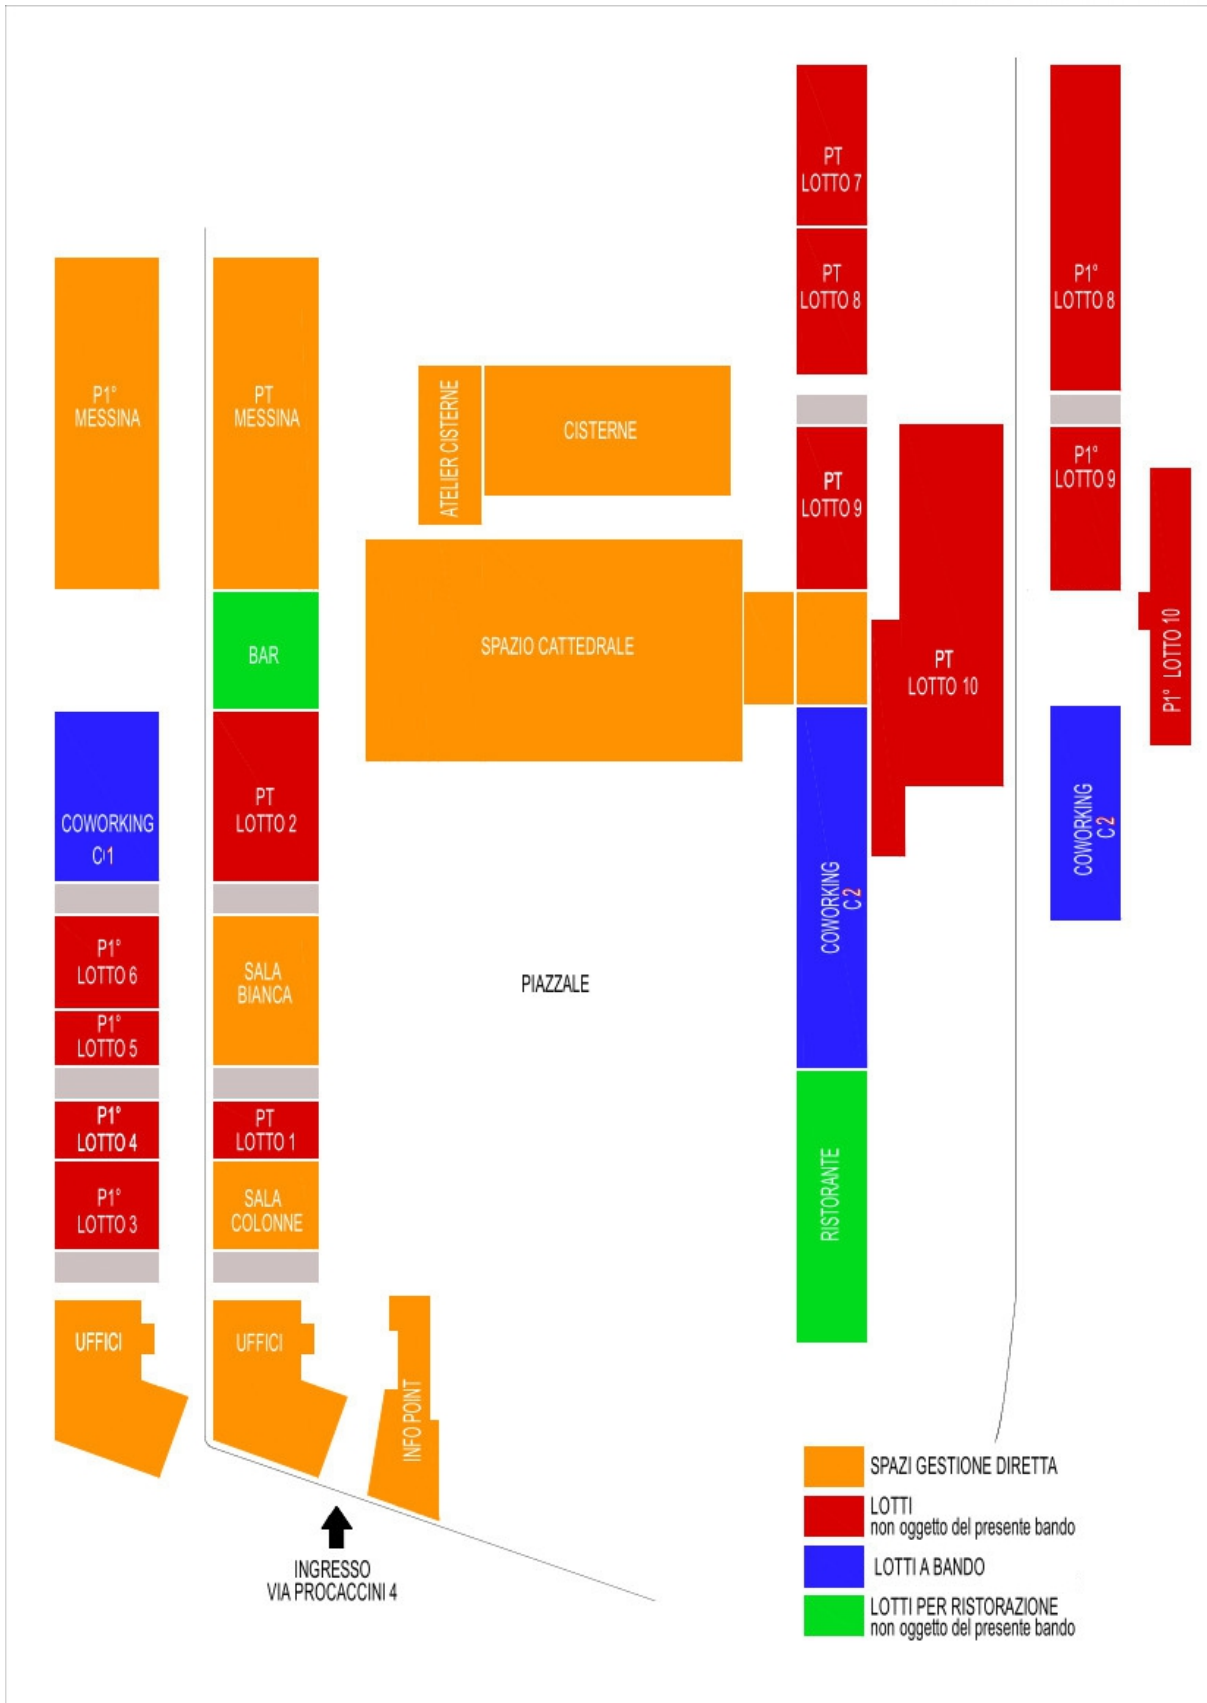 PT
LOTTO 7
PT
LOTTO 8
P1°
LOTTO 8
P1°
MESSINA
PT
MESSINA
ATELIER CISTERNE
CISTERNE
PT
LOTTO 9
P1°
LOTTO 9
BAR
SPAZIO CATTEDRALE
PT
LOTTO 10
P1° LOTTO 10
COWORKING
C 1
PT
LOTTO 2
COWORKING
C 2
COWORKING
C 2
P1°
LOTTO 6
SALA
BIANCA
PIAZZALE
P1°
LOTTO 5
P1°
LOTTO 4
PT
LOTTO 1
P1°
LOTTO 3
SALA
COLONNE
RISTORANTE
UFFICI
UFFICI
INFO POINT
INGRESSO
VIA PROCACCINI 4
SPAZI GESTIONE DIRETTA
LOTTI
non oggetto del presente bando
LOTTI A BANDO
LOTTI PER RISTORAZIONE
non oggetto del presente bando